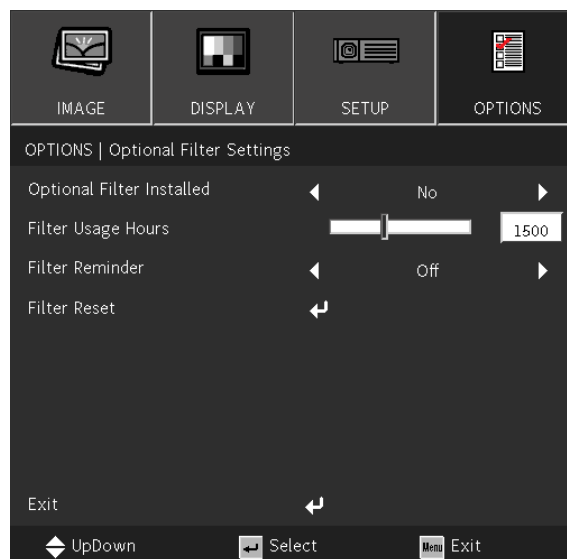 IMAGE DISPLAY SETUP OPTIONS
OPTIONS | Optional Filter Settings
Optional Filter Installed No
Filter Usage Hours 1500
Filter Reminder Off
Filter Reset
Exit
UpDown Select Menu Exit